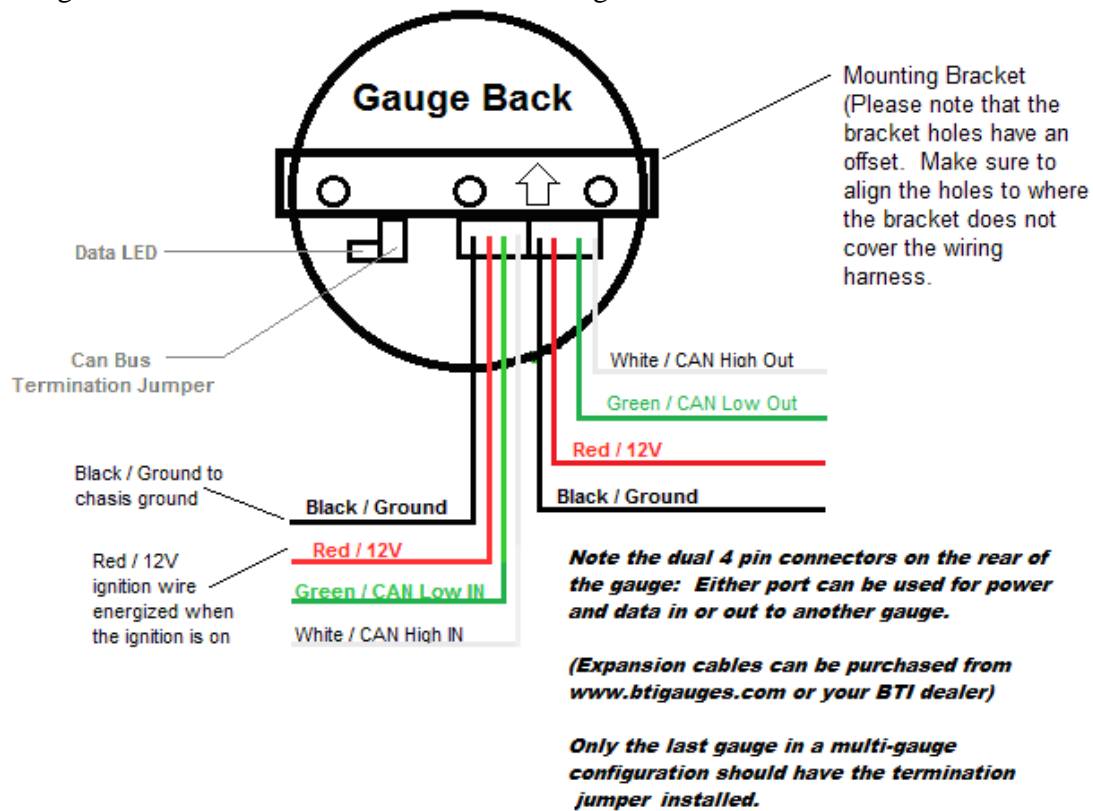 Gauge Back
Mounting Bracket
(Please note that the
bracket holes have an
offset. Make sure to
align the holes to where
the bracket does not
cover the wiring
harness.
Data LED
Can Bus
Termination Jumper
White / CAN High Out
Green / CAN Low Out
Red / 12V
Black / Ground
Black / Ground to
chasis ground
Black / Ground
Red / 12V
ignition wire
energized when
the ignition is on
Red / 12V
Green / CAN Low IN
White / CAN High IN
Note the dual 4 pin connectors on the rear of
the gauge: Either port can be used for power
and data in or out to another gauge.
(Expansion cables can be purchased from
www.btigauges.com or your BTI dealer)
Only the last gauge in a multi-gauge
configuration should have the termination
jumper installed.